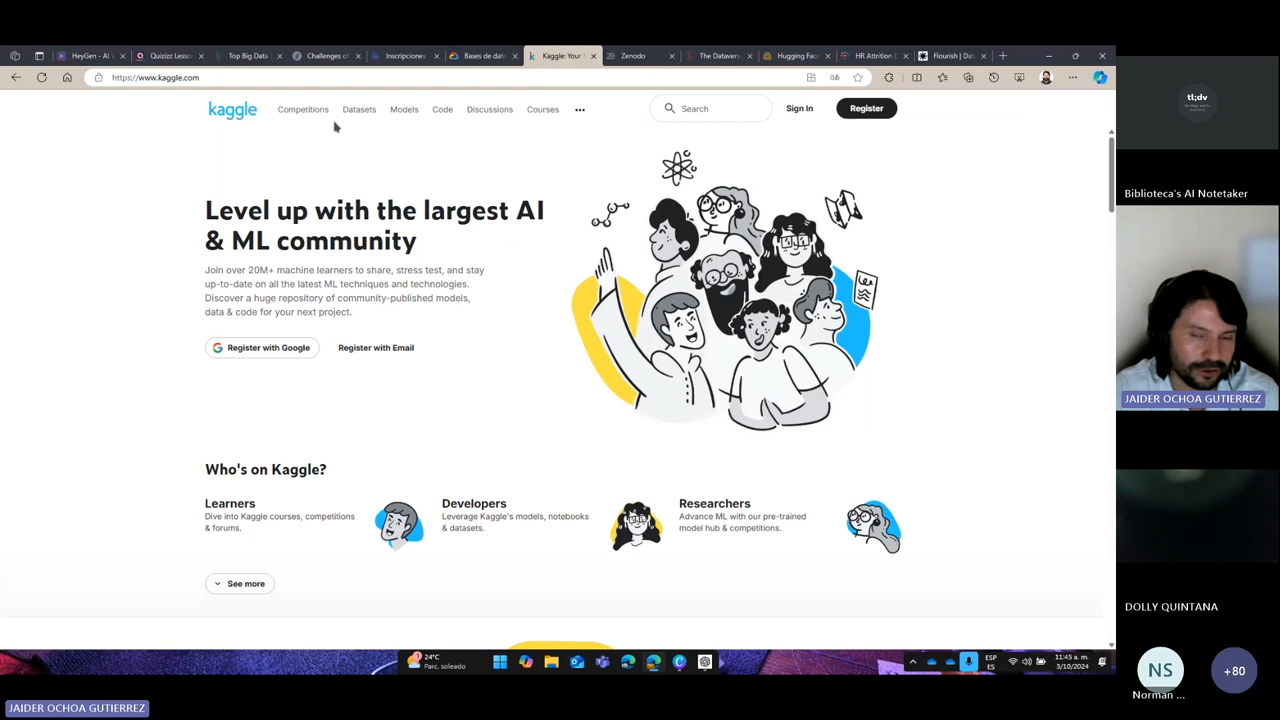 HeyGen - AI V
Quizizz Lesso
Top Big Data
Challenges of
Inscripciones
Bases de dato
Kaggle: Your
Zenodo
The Datavers
Hugging Face
HR Attrition D
Flourish | Dat
https://www.kaggle.com
kaggle
Competitions
Datasets
Models
Code
Discussions
Courses
Search
Sign In
Register
Level up with the largest AI
& ML community
Join over 20M+ machine learners to share, stress test, and stay
up-to-date on all the latest ML techniques and technologies.
Discover a huge repository of community-published models,
data & code for your next project.
Register with Google
Register with Email
Who's on Kaggle?
Learners
Dive into Kaggle courses, competitions
& forums.
Developers
Leverage Kaggle's models, notebooks
& datasets.
Researchers
Advance ML with our pre-trained
model hub & competitions.
See more
24°C
Parc. soleado
ESP
ES
11:45 a. m.
3/10/2024
tl;dv
Biblioteca's AI Notetaker
JAIDER OCHOA GUTIERREZ
DOLLY QUINTANA
NS
Norman ...
+80
JAIDER OCHOA GUTIERREZ